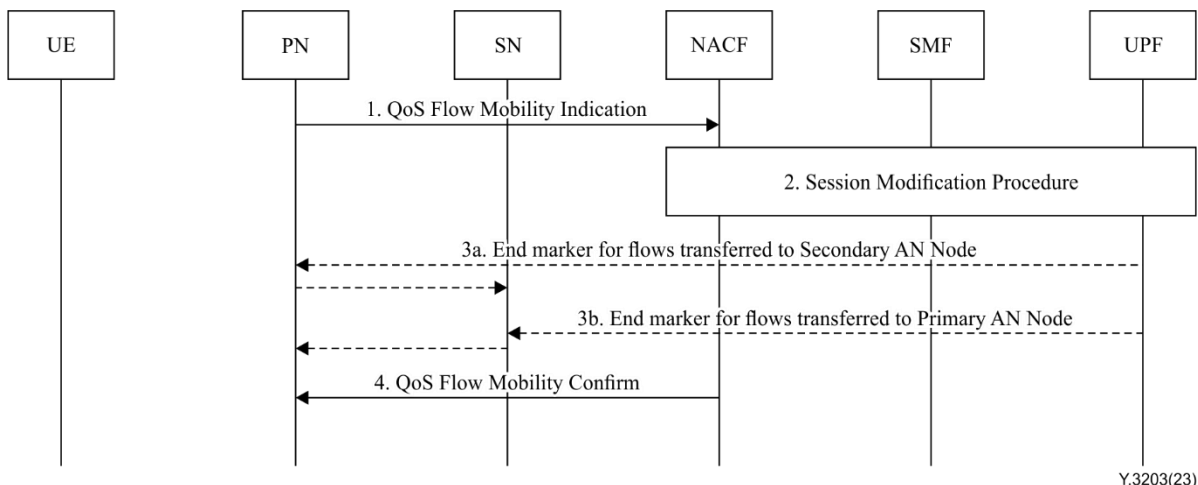 UE
PN
SN
NACF
SMF
UPF
1. QoS Flow Mobility Indication
2. Session Modification Procedure
3a. End marker for flows transferred to Secondary AN Node
3b. End marker for flows transferred to Primary AN Node
4. QoS Flow Mobility Confirm
Y.3203(23)